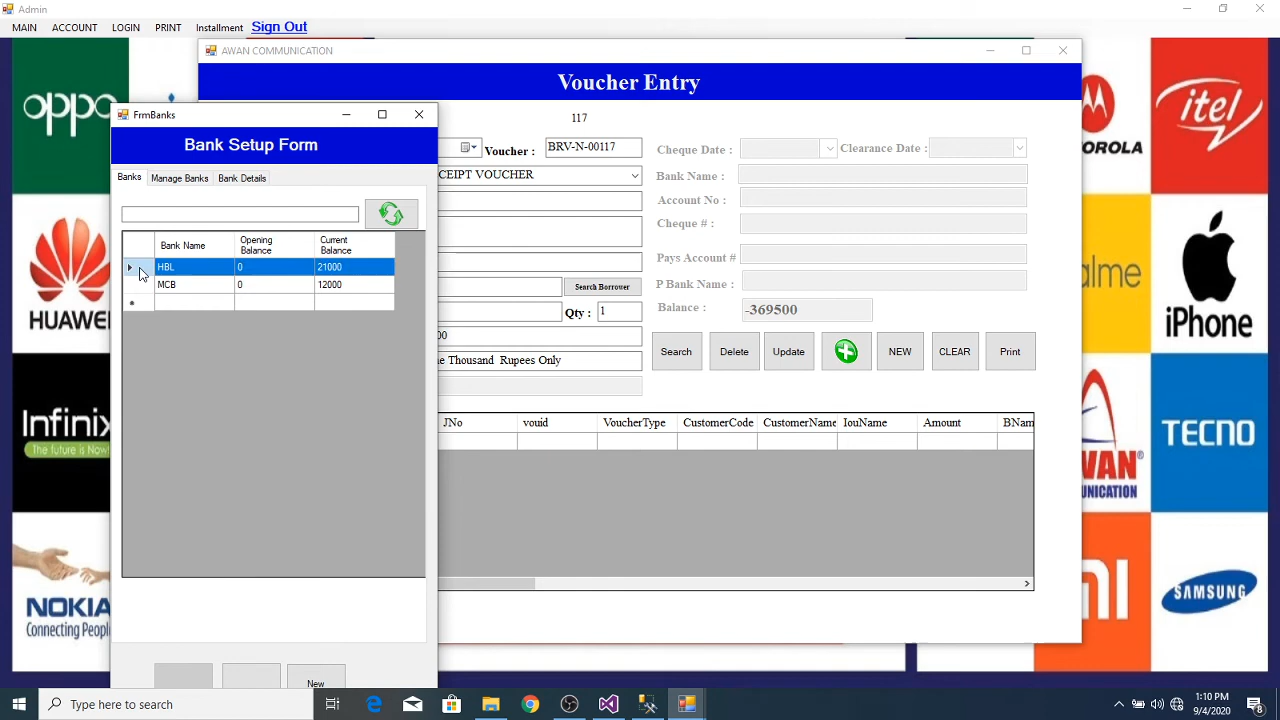 Admin
MAIN ACCOUNT LOGIN PRINT Installment Sign Out
AWAN COMMUNICATION
Voucher Entry
117
Voucher : BRV-N-00117
CEIPT VOUCHER
Search Borrower
Qty : 1
00
e Thousand Rupees Only
Cheque Date : Clearance Date :
Bank Name :
Account No :
Cheque # :
Pays Account #
P Bank Name :
Balance : -369500
Search Delete Update NEW CLEAR Print
JNo vouid VoucherType CustomerCode CustomerName IouName Amount BNam
FrmBanks
Bank Setup Form
Banks Manage Banks Bank Details
Bank Name Opening Balance Current Balance
HBL 0 21000
MCB 0 12000
New
oppo
HUAWE
Infinix
The future is Now!
NOKIA
Connecting People
OROLA
itel
alme
iPhone
WAN
UNICATION
TECNO
SAMSUNG
Type here to search
1:10 PM
9/4/2020
8